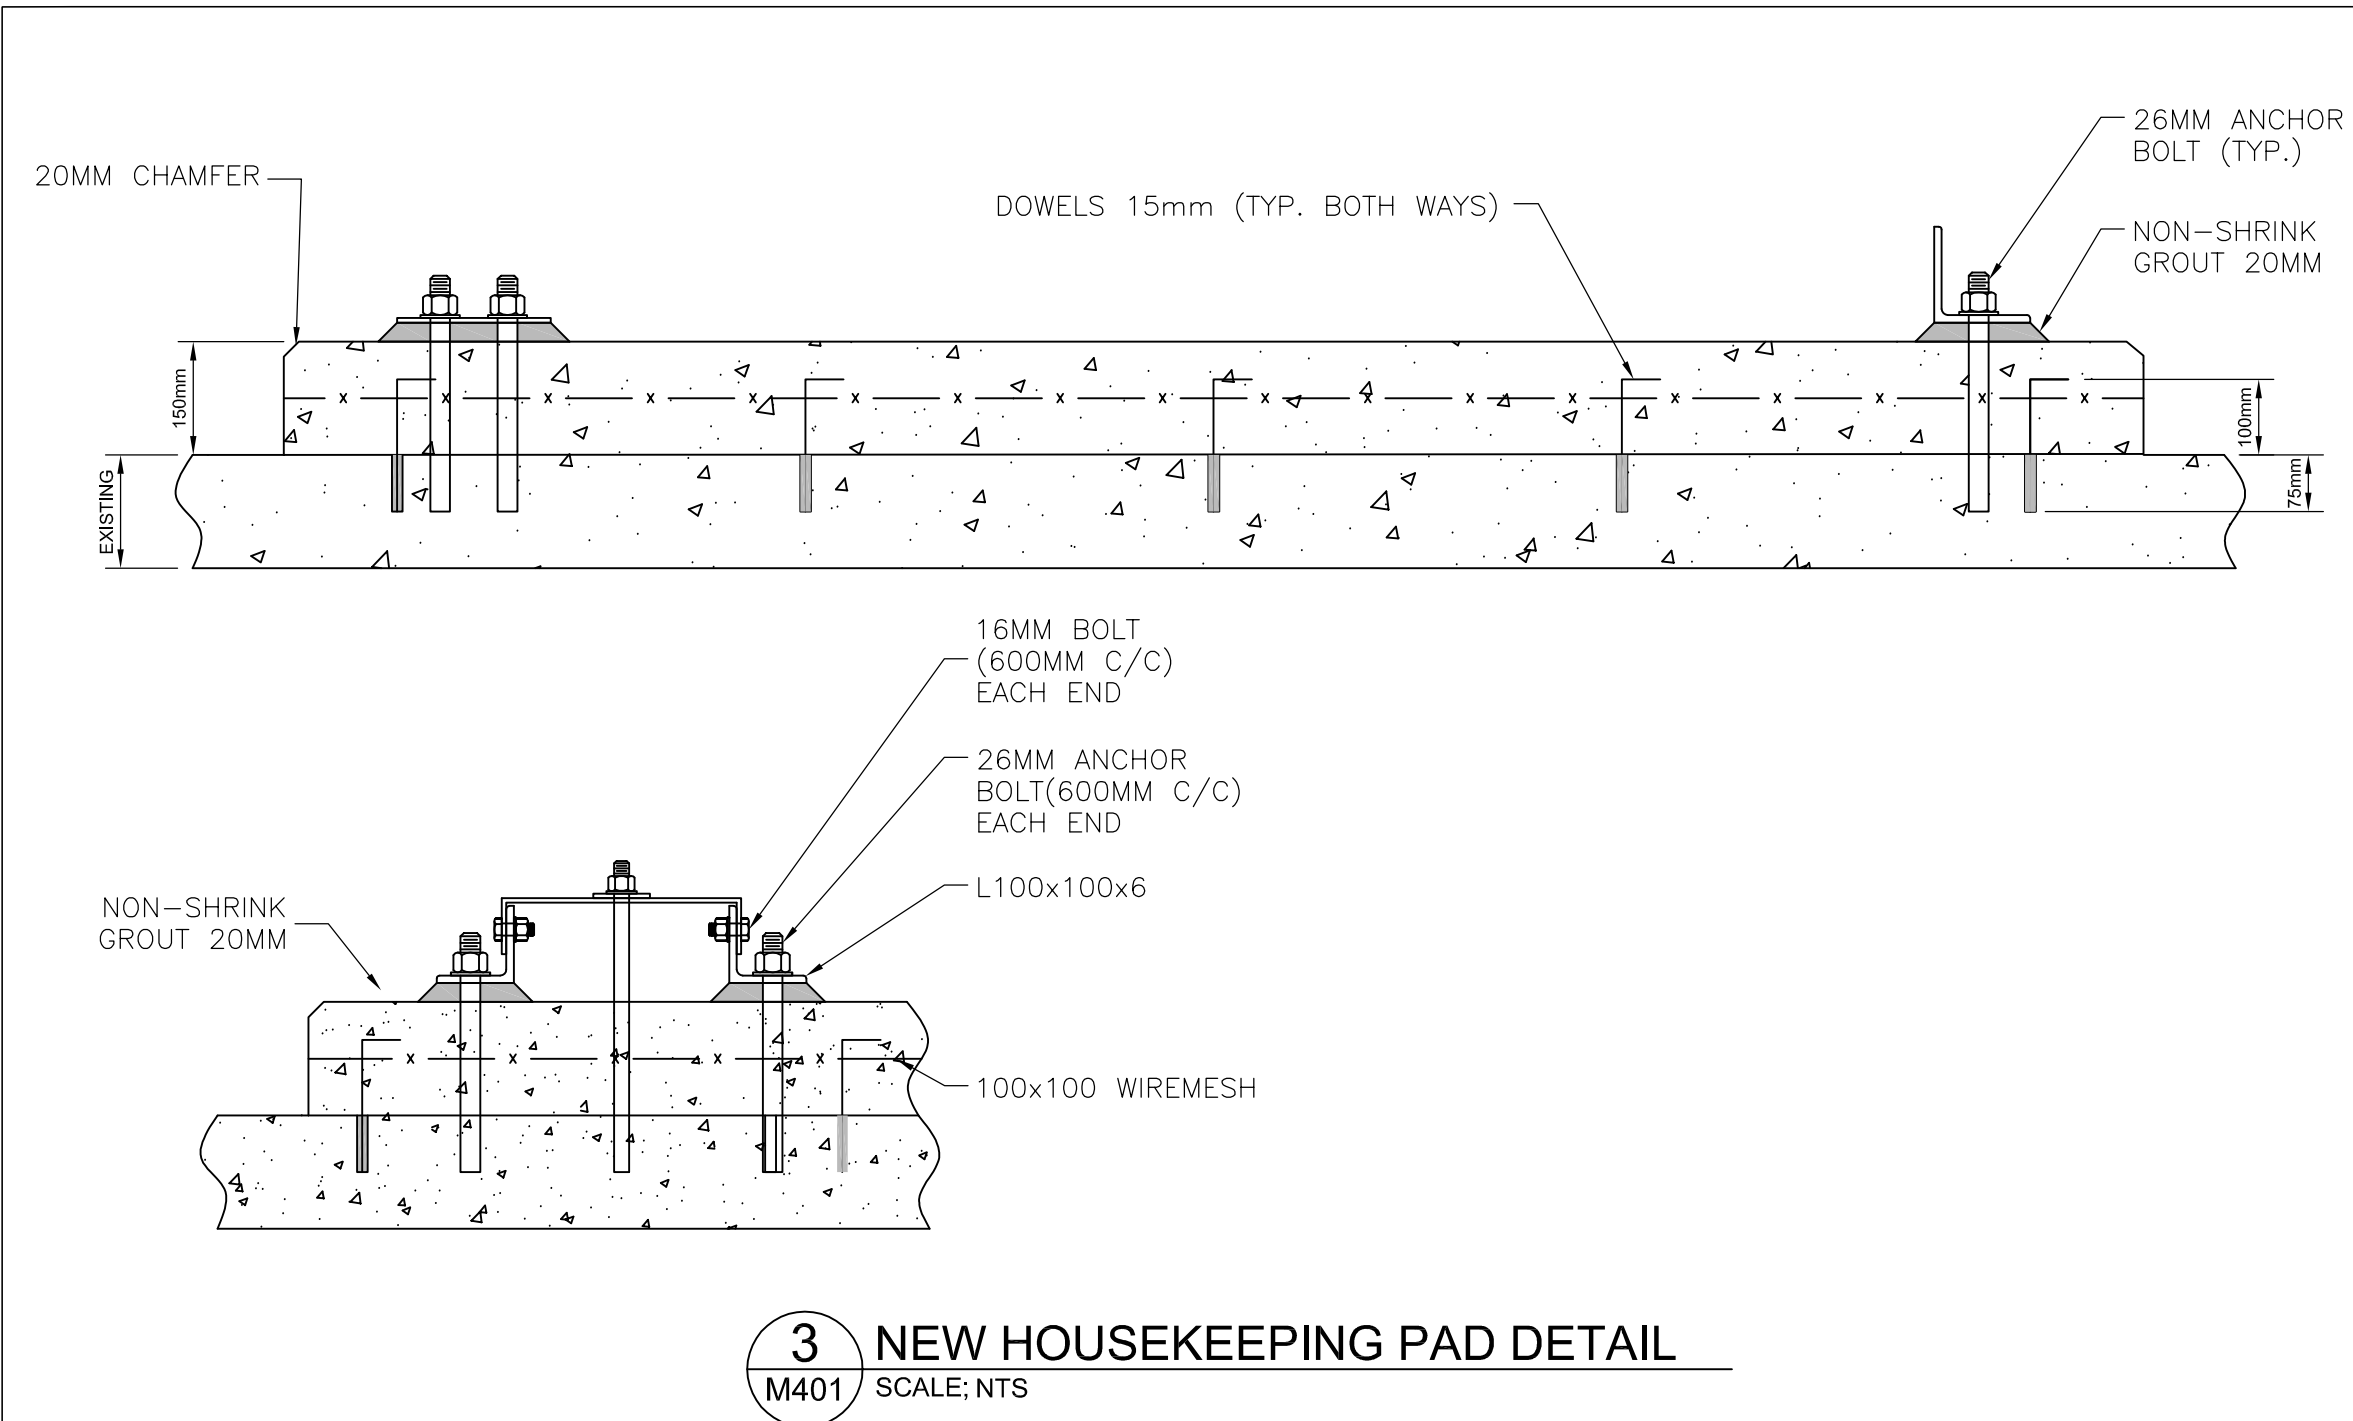 26MM ANCHOR
BOLT (TYP.)
20MM CHAMFER
DOWELS 15mm (TYP. BOTH WAYS)
NON-SHRINK
GROUT 20MM
150mm
EXISTING
100mm
75mm
16MM BOLT
(600MM C/C)
EACH END
26MM ANCHOR
BOLT(600MM C/C)
EACH END
L100x100x6
NON-SHRINK
GROUT 20MM
100x100 WIREMESH
3
M401
NEW HOUSEKEEPING PAD DETAIL
SCALE; NTS